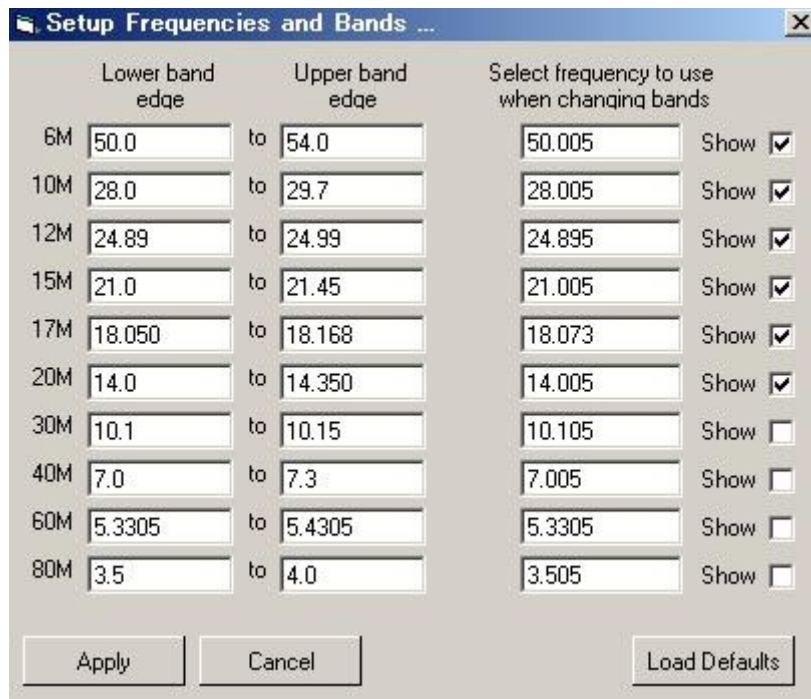 Setup Frequencies and Bands ...
Lower band edge Upper band edge Select frequency to use when changing bands
6M 50.0 to 54.0 50.005 Show
10M 28.0 to 29.7 28.005 Show
12M 24.89 to 24.99 24.895 Show
15M 21.0 to 21.45 21.005 Show
17M 18.050 to 18.168 18.073 Show
20M 14.0 to 14.350 14.005 Show
30M 10.1 to 10.15 10.105 Show
40M 7.0 to 7.3 7.005 Show
60M 5.3305 to 5.4305 5.3305 Show
80M 3.5 to 4.0 3.505 Show
Apply Cancel Load Defaults